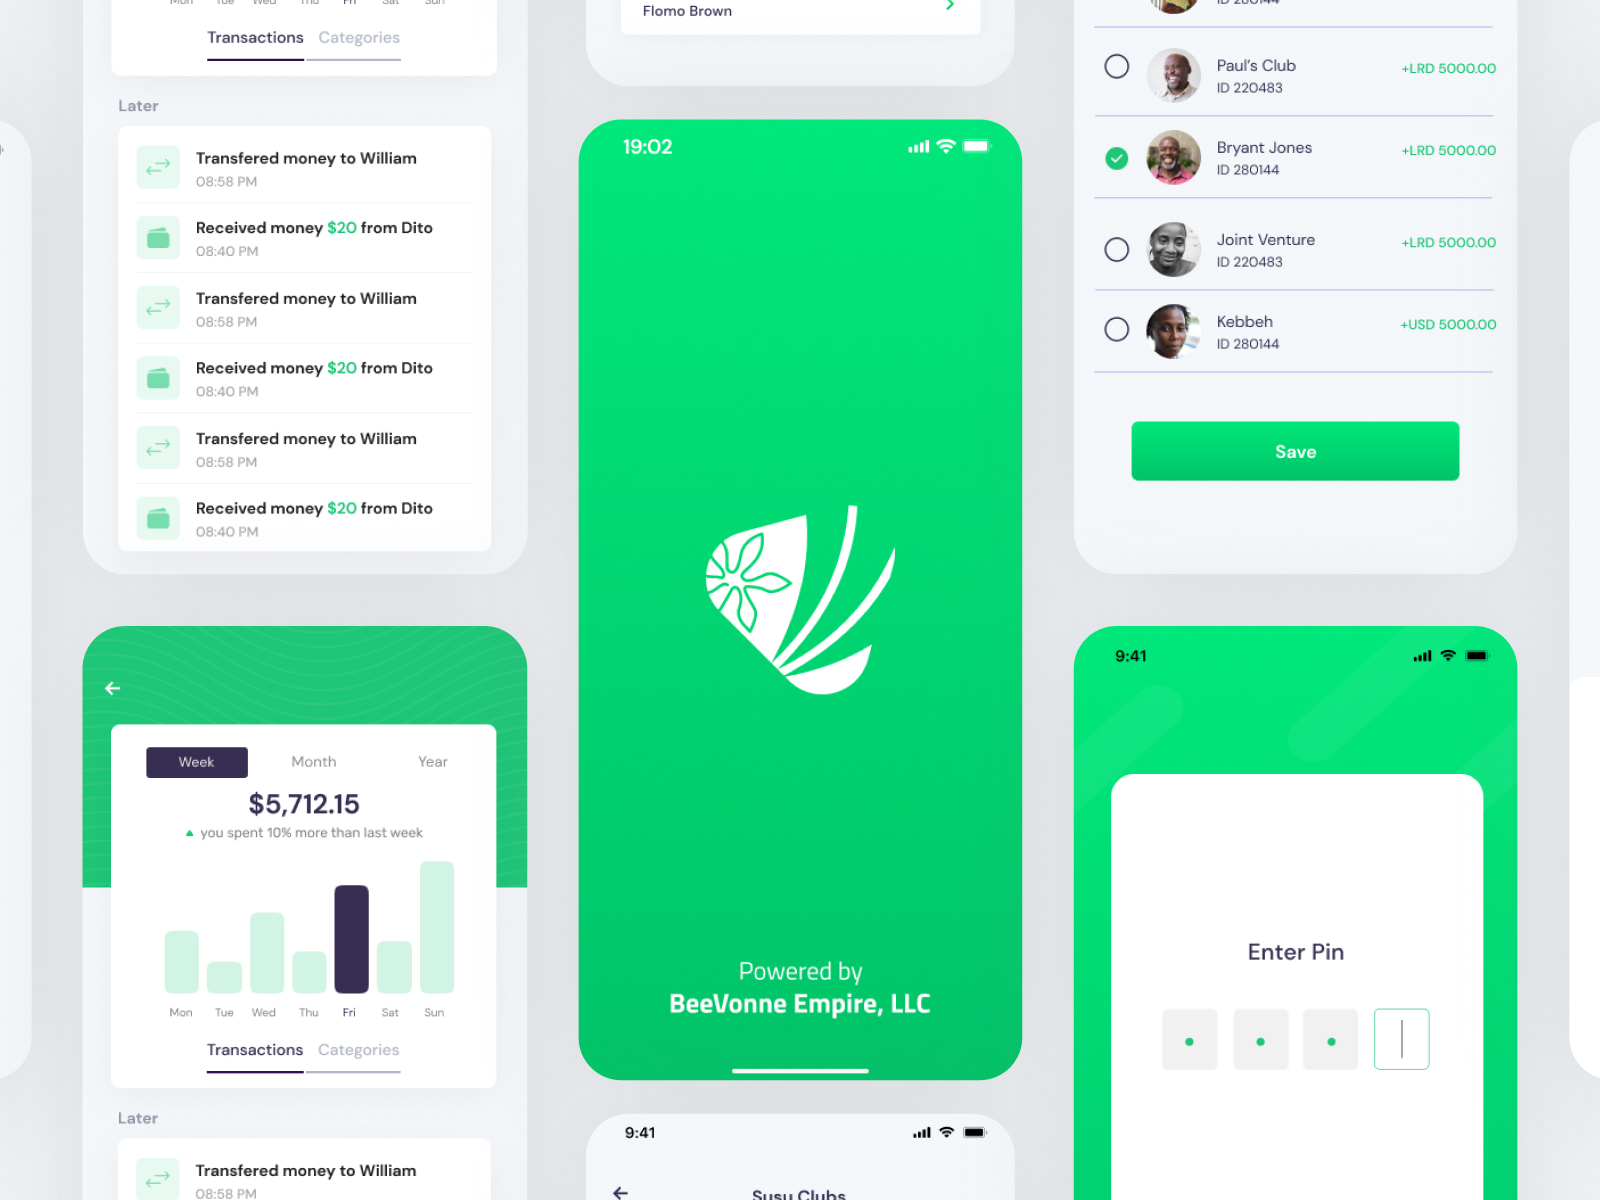 Mon Tue Wed Thu Fri Sat Sun
Transactions Categories
Later
Transfered money to William
08:58 PM
Received money $20 from Dito
08:40 PM
Transfered money to William
08:58 PM
Received money $20 from Dito
08:40 PM
Transfered money to William
08:58 PM
Received money $20 from Dito
08:40 PM
Week Month Year
$5,712.15
you spent 10% more than last week
Mon Tue Wed Thu Fri Sat Sun
Transactions Categories
Later
Transfered money to William
08:58 PM
Flomo Brown
19:02
Powered by
BeeVonne Empire, LLC
9:41
Susu Clubs
ID 280144
Paul's Club +LRD 5000.00
ID 220483
Bryant Jones +LRD 5000.00
ID 280144
Joint Venture +LRD 5000.00
ID 220483
Kebbeh +USD 5000.00
ID 280144
Save
9:41
Enter Pin